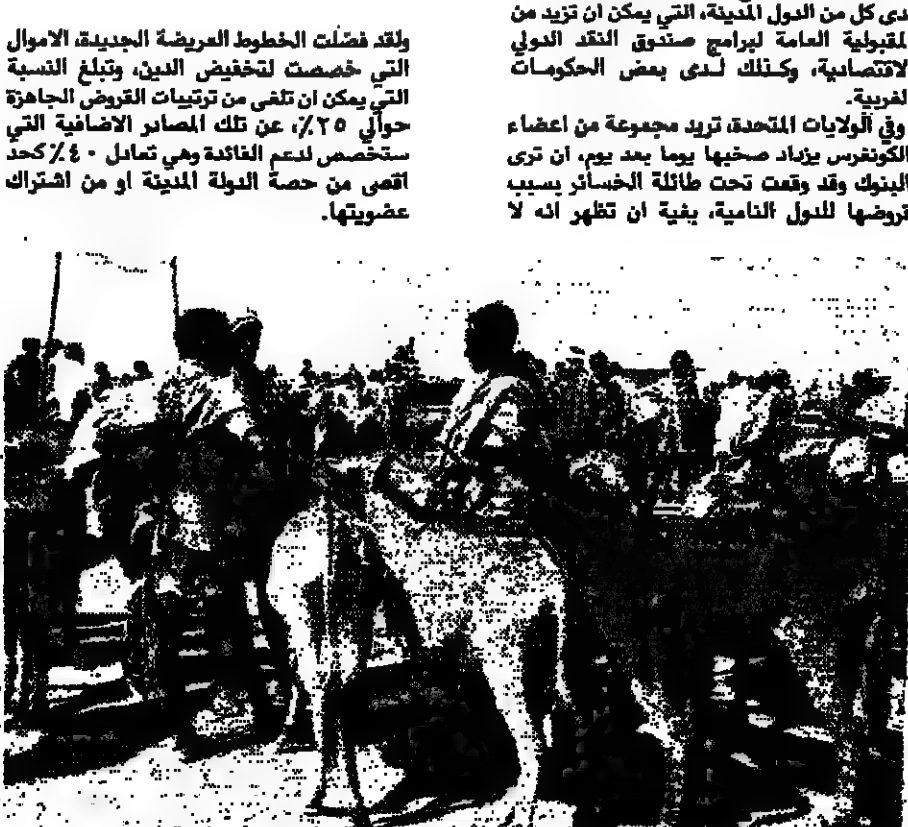 دى كل من الدول المدينة، التي يمكن ان تزيد من
لمقبولية العامة لبرامج صندوق النقد الدولي
لاقتصادية، وكذلك لدى بعض الحكومات
لغربية.
وفي الولايات المتحدة، تريد مجموعة من اعضاء
الكونغرس يزداد صخبها يوما بعد يوم، ان ترى
البنوك وقد وقعت تحت طائلة الخسائر بسبب
قروضها للدول النامية، بغية ان تظهر انه لا
ولقد فصّلت الخطوط العريضة الجديدة، الاموال
التي خصصت لتخفيض الدين، وتبلغ النسبة
التي يمكن ان تلغى من ترتيبات القروض الجاهزة
حوالي ٢٥٪، عن تلك المصادر الاضافية التي
ستخصص لدعم الفائدة وهي تعادل ٤٠٪ كحد
اقصى من حصة الدولة المدينة او من اشتراك
عضويتها.